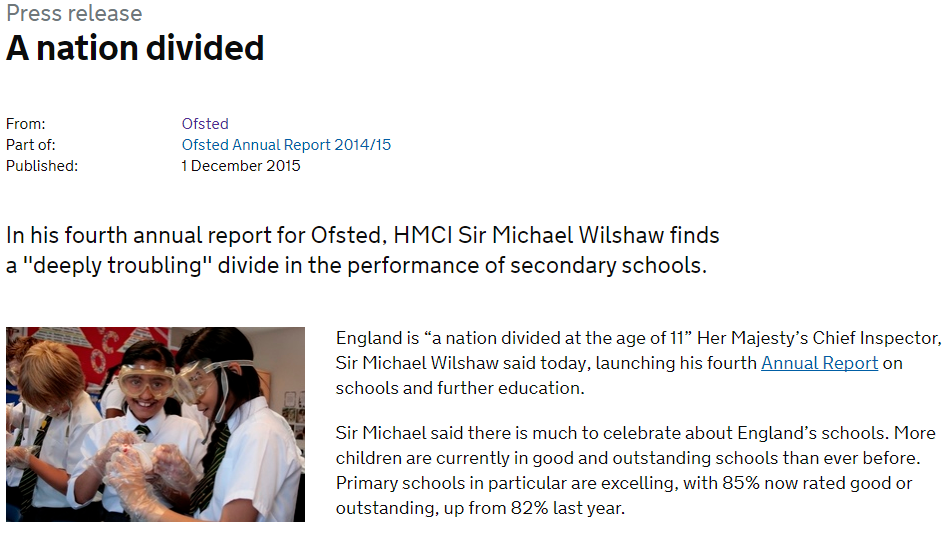 Press release
A nation divided
From:
Ofsted
Part of:
Ofsted Annual Report 2014/15
Published:
1 December 2015
In his fourth annual report for Ofsted, HMCI Sir Michael Wilshaw finds
a "deeply troubling" divide in the performance of secondary schools.
England is “a nation divided at the age of 11” Her Majesty’s Chief Inspector,
Sir Michael Wilshaw said today, launching his fourth Annual Report on
schools and further education.
Sir Michael said there is much to celebrate about England’s schools. More
children are currently in good and outstanding schools than ever before.
Primary schools in particular are excelling, with 85% now rated good or
outstanding, up from 82% last year.